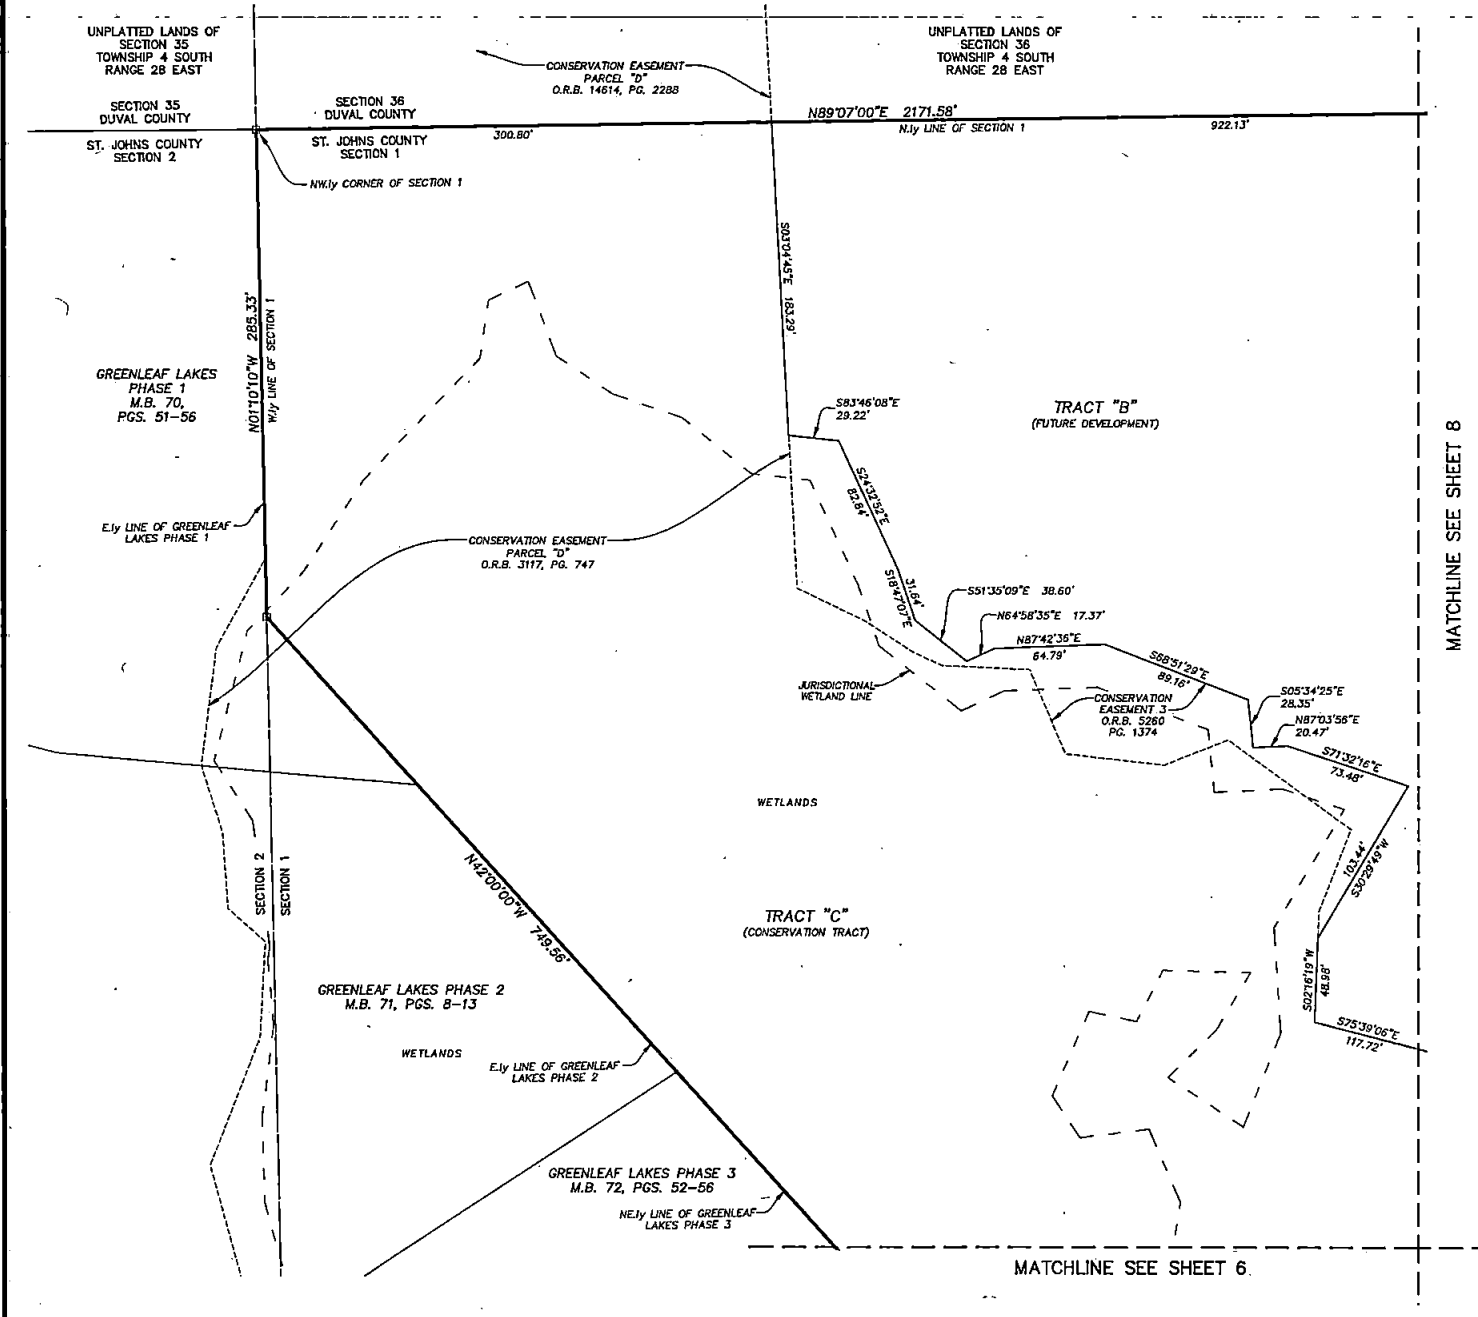 UNPLATTED LANDS OF
SECTION 35
TOWNSHIP 4 SOUTH
RANGE 28 EAST
UNPLATTED LANDS OF
SECTION 36
TOWNSHIP 4 SOUTH
RANGE 28 EAST
CONSERVATION EASEMENT
PARCEL "D"
O.R.B. 14614, PG. 2288
SECTION 35
DUVAL COUNTY
SECTION 36
DUVAL COUNTY
N89°07'00"E 2171.58'
N.ly LINE OF SECTION 1
922.13'
300.80'
ST. JOHNS COUNTY
SECTION 2
ST. JOHNS COUNTY
SECTION 1
NW.ly CORNER OF SECTION 1
S03°04'45"E 183.29'
N01°10'10"W 285.33'
W.ly LINE OF SECTION 1
GREENLEAF LAKES
PHASE 1
M.B. 70,
PGS. 51-56
S83°46'08"E
29.22'
TRACT "B"
(FUTURE DEVELOPMENT)
MATCHLINE SEE SHEET 8
S24°32'52"E
82.84'
E.ly LINE OF GREENLEAF
LAKES PHASE 1
CONSERVATION EASEMENT
PARCEL "D"
O.R.B. 3117, PG. 747
31.64'
S18°47'07"E
S51°35'09"E 38.60'
N64°58'35"E 17.37'
N87°42'36"E
64.79'
S68°51'29"E
89.16'
JURISDICTIONAL
WETLAND LINE
CONSERVATION
EASEMENT 3
O.R.B. 5260
PG. 1374
S05°34'25"E
28.35'
N87°03'56"E
20.47'
S71°32'16"E
73.48'
WETLANDS
103.44'
S30°29'49"W
SECTION 2
SECTION 1
N42°00'00"W 749.56'
TRACT "C"
(CONSERVATION TRACT)
S02°16'19"W
48.98'
S75°39'06"E
117.72'
GREENLEAF LAKES PHASE 2
M.B. 71, PGS. 8-13
WETLANDS
E.ly LINE OF GREENLEAF
LAKES PHASE 2
GREENLEAF LAKES PHASE 3
M.B. 72, PGS. 52-56
NE.ly LINE OF GREENLEAF
LAKES PHASE 3
MATCHLINE SEE SHEET 6